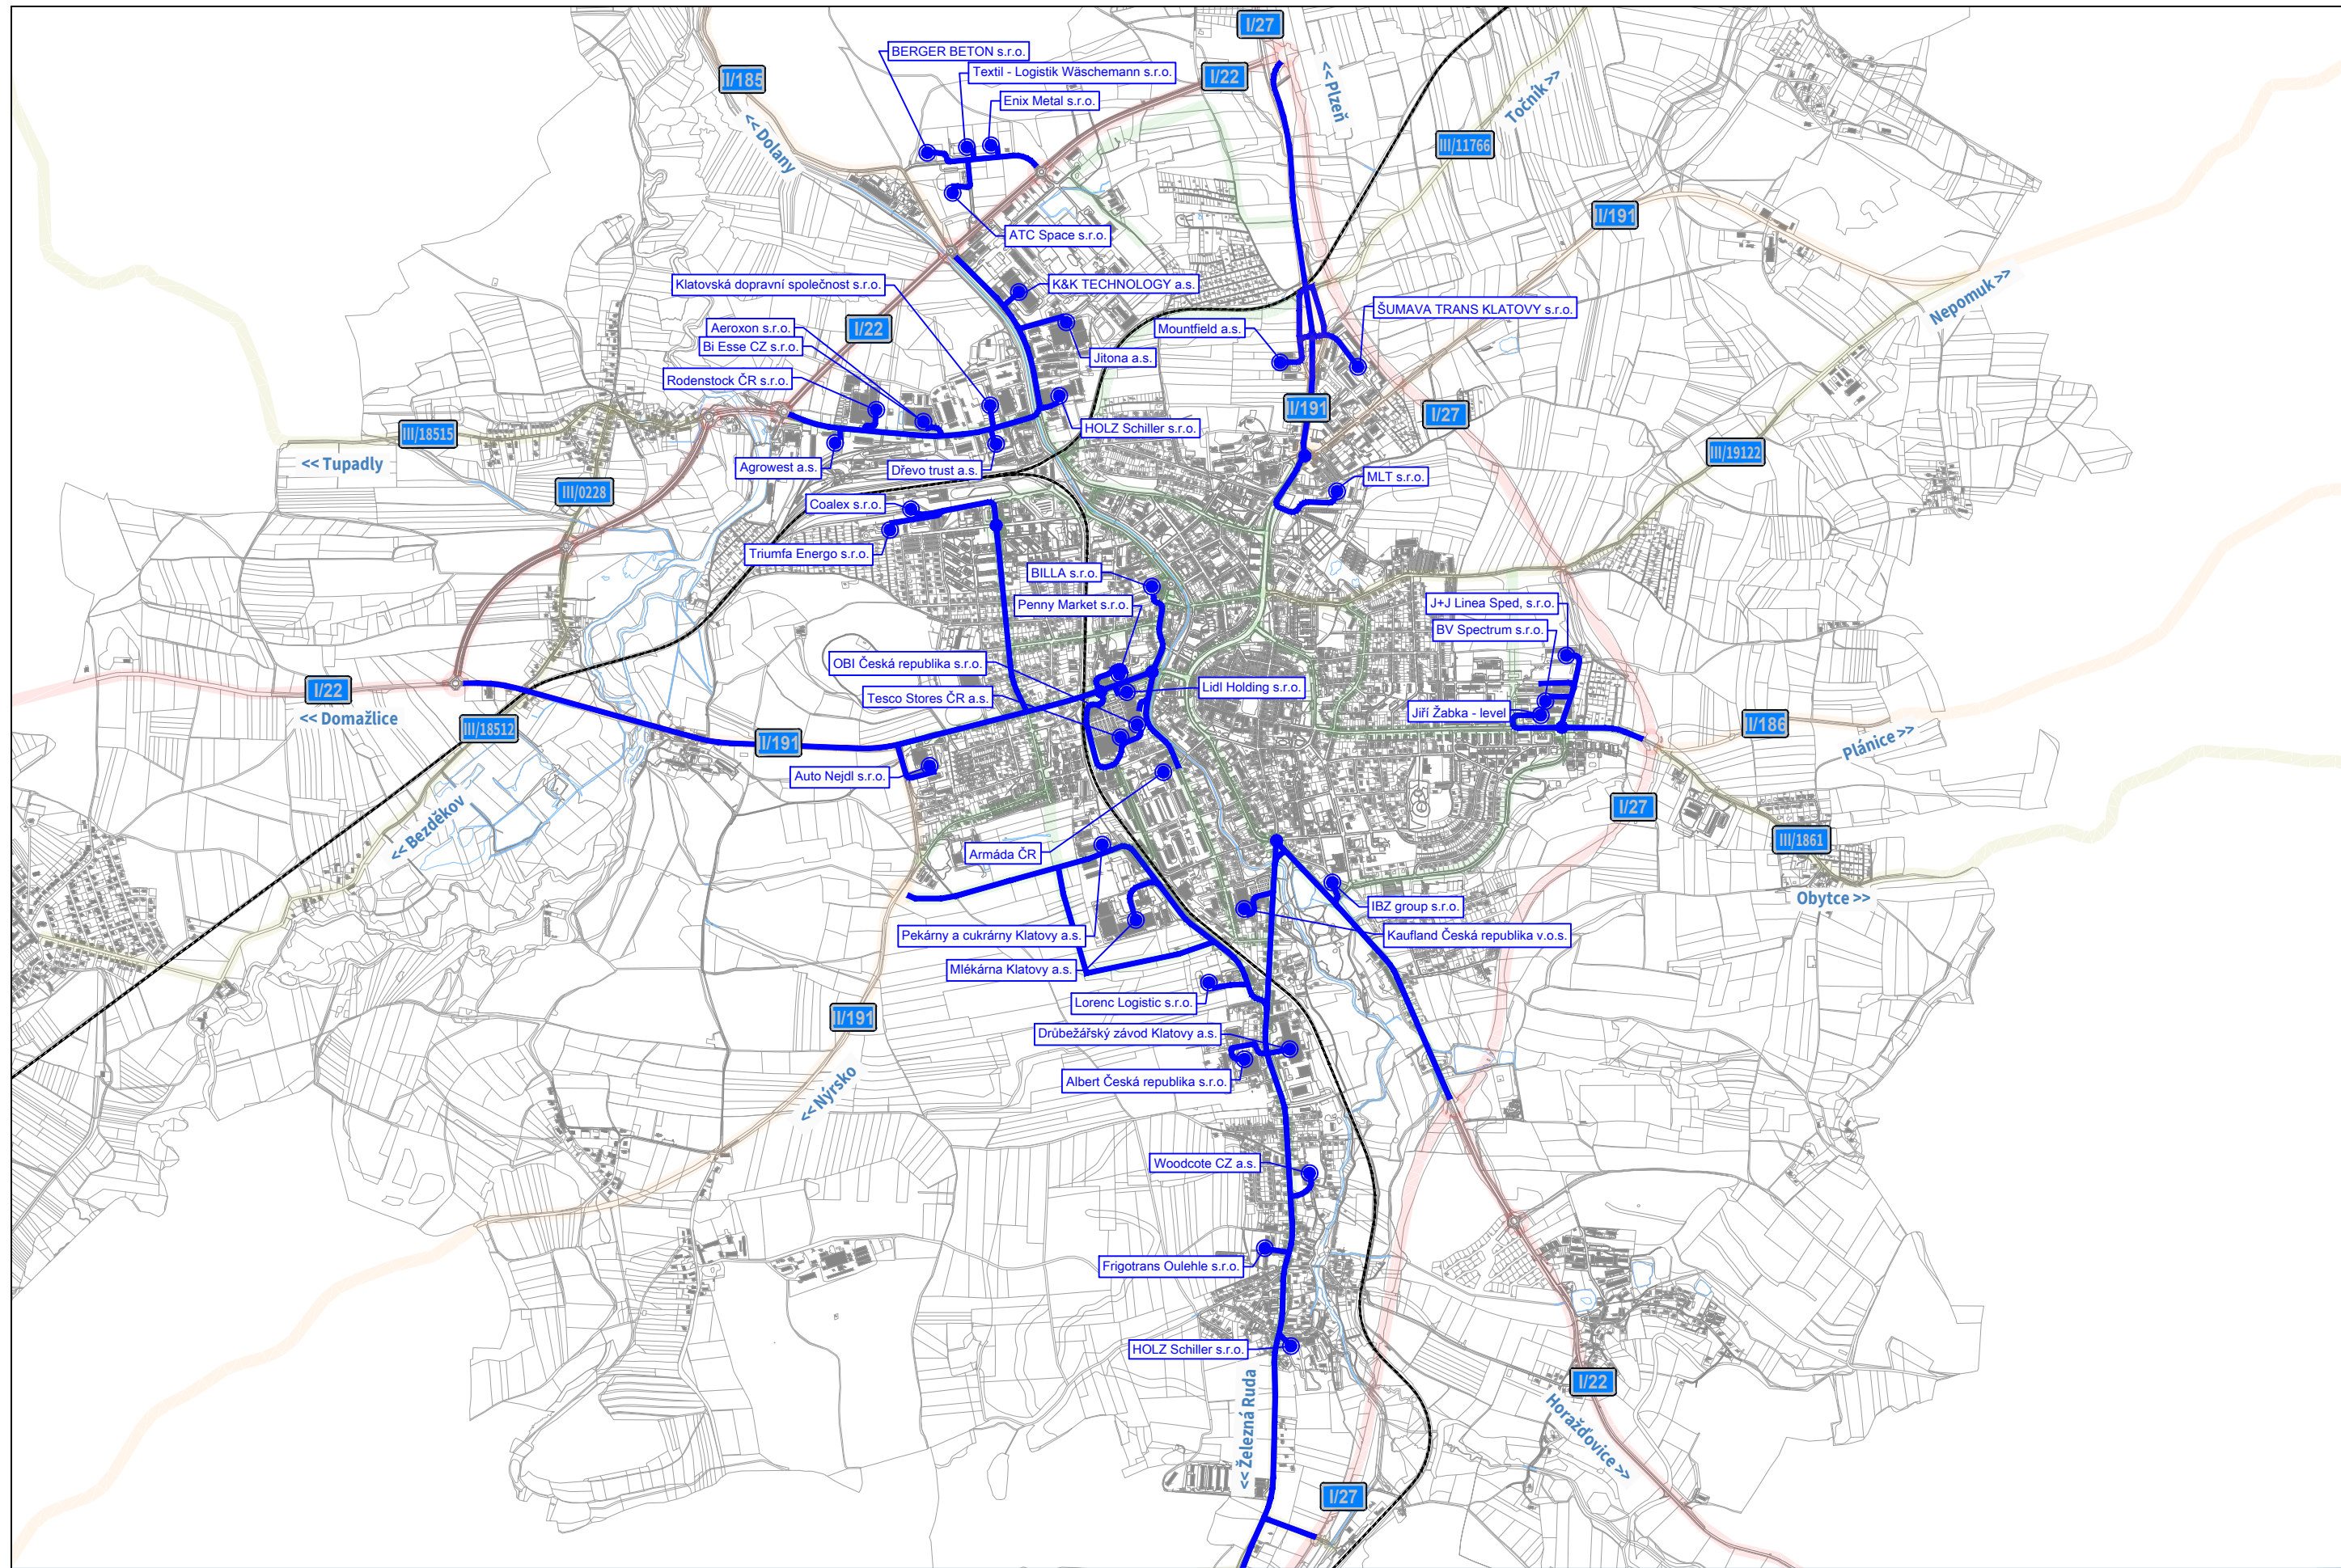 I/27
BERGER BETON s.r.o.
Textil - Logistik Wäschemann s.r.o.
II/185
I/22
<< Plzeň
Enix Metal s.r.o.
Točník >>
<< Dolany
III/11766
II/191
ATC Space s.r.o.
Klatovská dopravní společnost s.r.o.
K&K TECHNOLOGY a.s.
Nepomuk >>
ŠUMAVA TRANS KLATOVY s.r.o.
Aeroxon s.r.o.
I/22
Mountfield a.s.
Bi Esse CZ s.r.o.
Jitona a.s.
Rodenstock ČR s.r.o.
II/191
I/27
III/18515
HOLZ Schiller s.r.o.
III/19122
<< Tupadly
Agrowest a.s.
Dřevo trust a.s.
MLT s.r.o.
III/0228
Coalex s.r.o.
Triumfa Energo s.r.o.
BILLA s.r.o.
Penny Market s.r.o.
J+J Linea Sped, s.r.o.
BV Spectrum s.r.o.
OBI Česká republika s.r.o.
I/22
Lidl Holding s.r.o.
Tesco Stores ČR a.s.
Jiří Žabka - level
<< Domažlice
III/18512
I/186
II/191
Plánice >>
Auto Nejdl s.r.o.
I/27
<< Bezděkov
III/1861
Armáda ČR
Obytce >>
IBZ group s.r.o.
Pekárny a cukrárny Klatovy a.s.
Kaufland Česká republika v.o.s.
Mlékárna Klatovy a.s.
Lorenc Logistic s.r.o.
II/191
Drůbežářský závod Klatovy a.s.
Albert Česká republika s.r.o.
<< Nýrsko
Woodcote CZ a.s.
Frigotrans Oulehle s.r.o.
HOLZ Schiller s.r.o.
I/22
<< Železná Ruda
Horažďovice >>
I/27